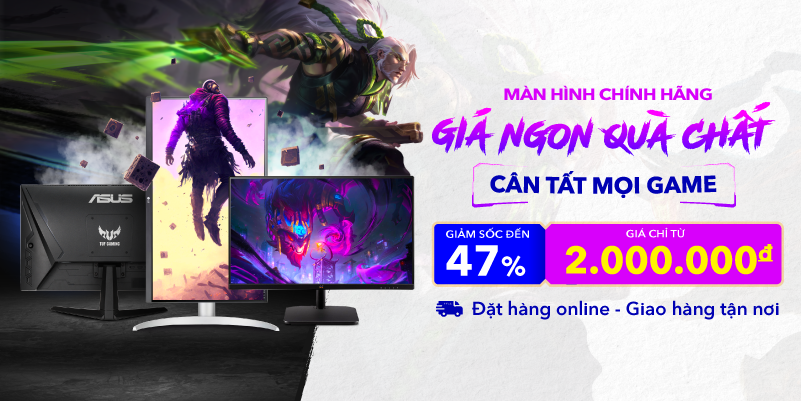 MÀN HÌNH CHÍNH HÃNG
GIÁ NGON QUÀ CHẤT
CÂN TẤT MỌI GAME
GIẢM SỐC ĐẾN
47%
GIÁ CHỈ TỪ
2.000.000đ
Đặt hàng online - Giao hàng tận nơi
ASUS
TUF GAMING